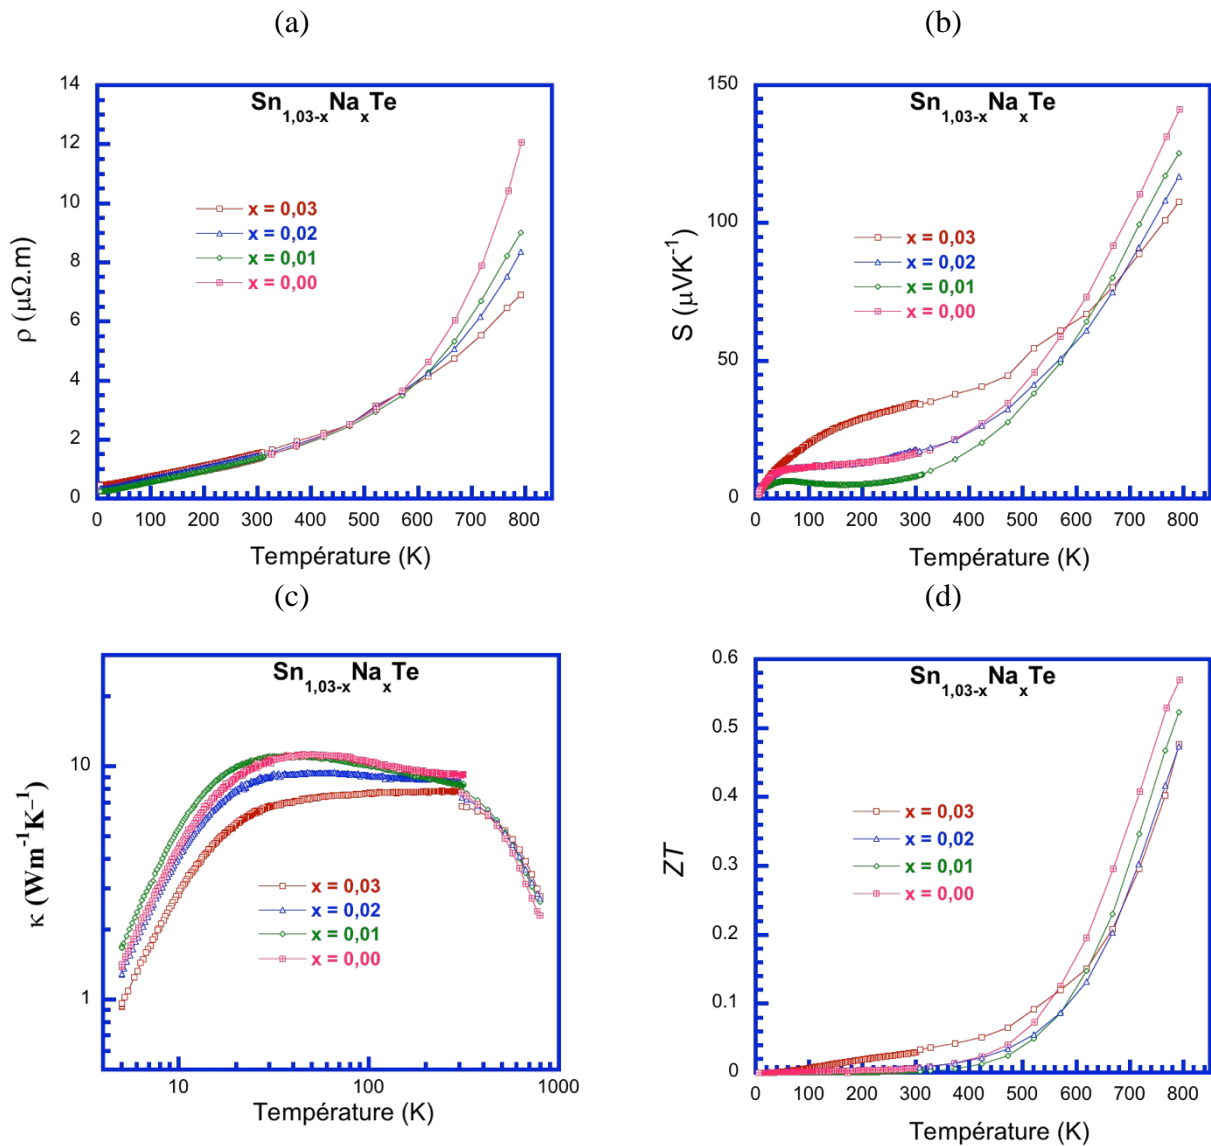 (a)
Sn1,03-xNaxTe
ρ (μΩ.m)
14
12
10
8
6
4
2
0
x = 0,03
x = 0,02
x = 0,01
x = 0,00
0 100 200 300 400 500 600 700 800
Température (K)
(b)
Sn1,03-xNaxTe
S (μVK-1)
150
100
50
0
x = 0,03
x = 0,02
x = 0,01
x = 0,00
0 100 200 300 400 500 600 700 800
Température (K)
(c)
Sn1,03-xNaxTe
κ (Wm-1K-1)
10
1
x = 0,03
x = 0,02
x = 0,01
x = 0,00
10 100 1000
Température (K)
(d)
Sn1,03-xNaxTe
ZT
0.6
0.5
0.4
0.3
0.2
0.1
0
x = 0,03
x = 0,02
x = 0,01
x = 0,00
0 100 200 300 400 500 600 700 800
Température (K)